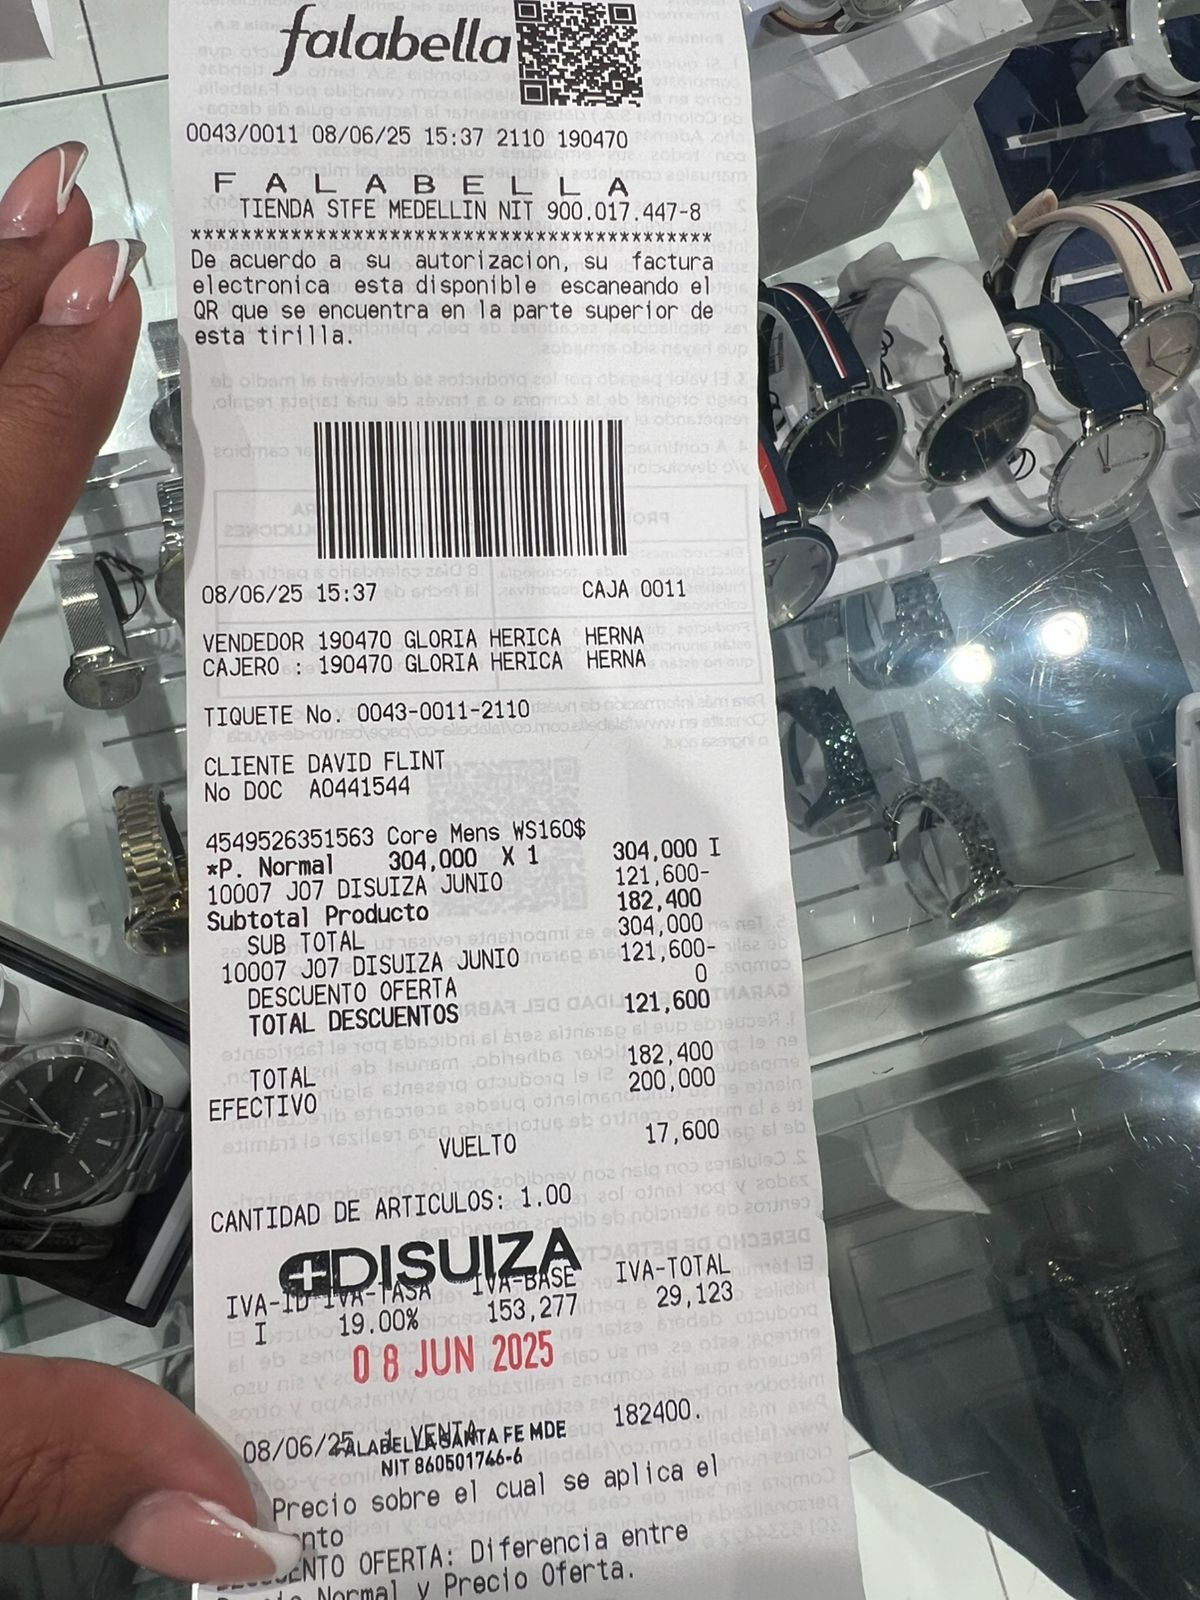 falabella
0043/0011 08/06/25 15:37 2110 190470
F A L A B E L L A
TIENDA STFE MEDELLIN NIT 900.017.447-8
********************************************
De acuerdo a su autorizacion, su factura
electronica esta disponible escaneando el
QR que se encuentra en la parte superior de
esta tirilla.
08/06/25 15:37 CAJA 0011
VENDEDOR 190470 GLORIA HERICA HERNA
CAJERO : 190470 GLORIA HERICA HERNA
TIQUETE No. 0043-0011-2110
CLIENTE DAVID FLINT
No DOC AO441544
4549526351563 Core Mens WS160$
*P. Normal 304,000 X 1 304,000 I
10007 J07 DISUIZA JUNIO 121,600-
Subtotal Producto 182,400
SUB TOTAL 304,000
10007 J07 DISUIZA JUNIO 121,600-
DESCUENTO OFERTA 0
TOTAL DESCUENTOS 121,600
TOTAL 182,400
EFECTIVO 200,000
VUELTO 17,600
CANTIDAD DE ARTICULOS: 1.00
DISUIZA
IVA-ID IVA-TASA IVA-BASE IVA-TOTAL
I 19.00% 153,277 29,123
08 JUN 2025
08/06/25 1 VENTA 182400.
FALABELLA SANTA FE MDE
NIT 860501746-6
Precio sobre el cual se aplica el
ento
ENTO OFERTA: Diferencia entre
Normal y Precio Oferta.